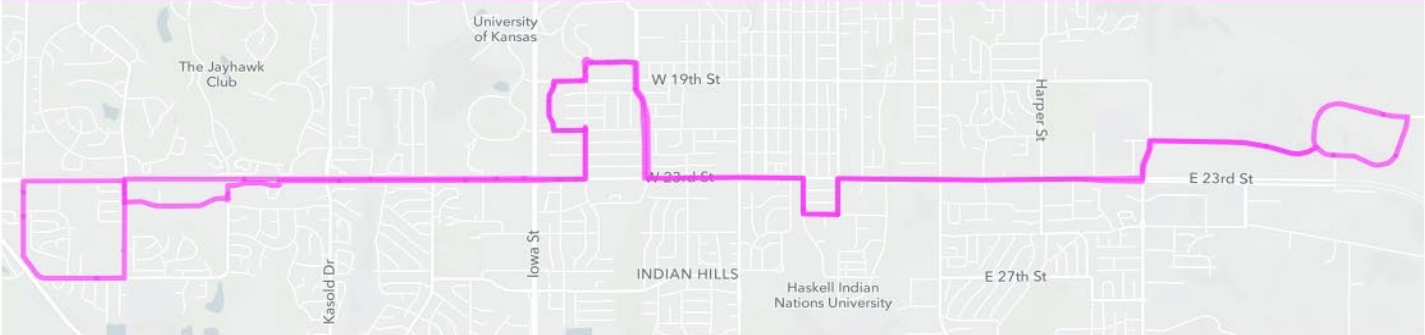 University
of Kansas
The Jayhawk
Club
W 19th St
Harper St
W 23rd St
E 23rd St
Iowa St
Kasold Dr
INDIAN HILLS
E 27th St
Haskell Indian
Nations University